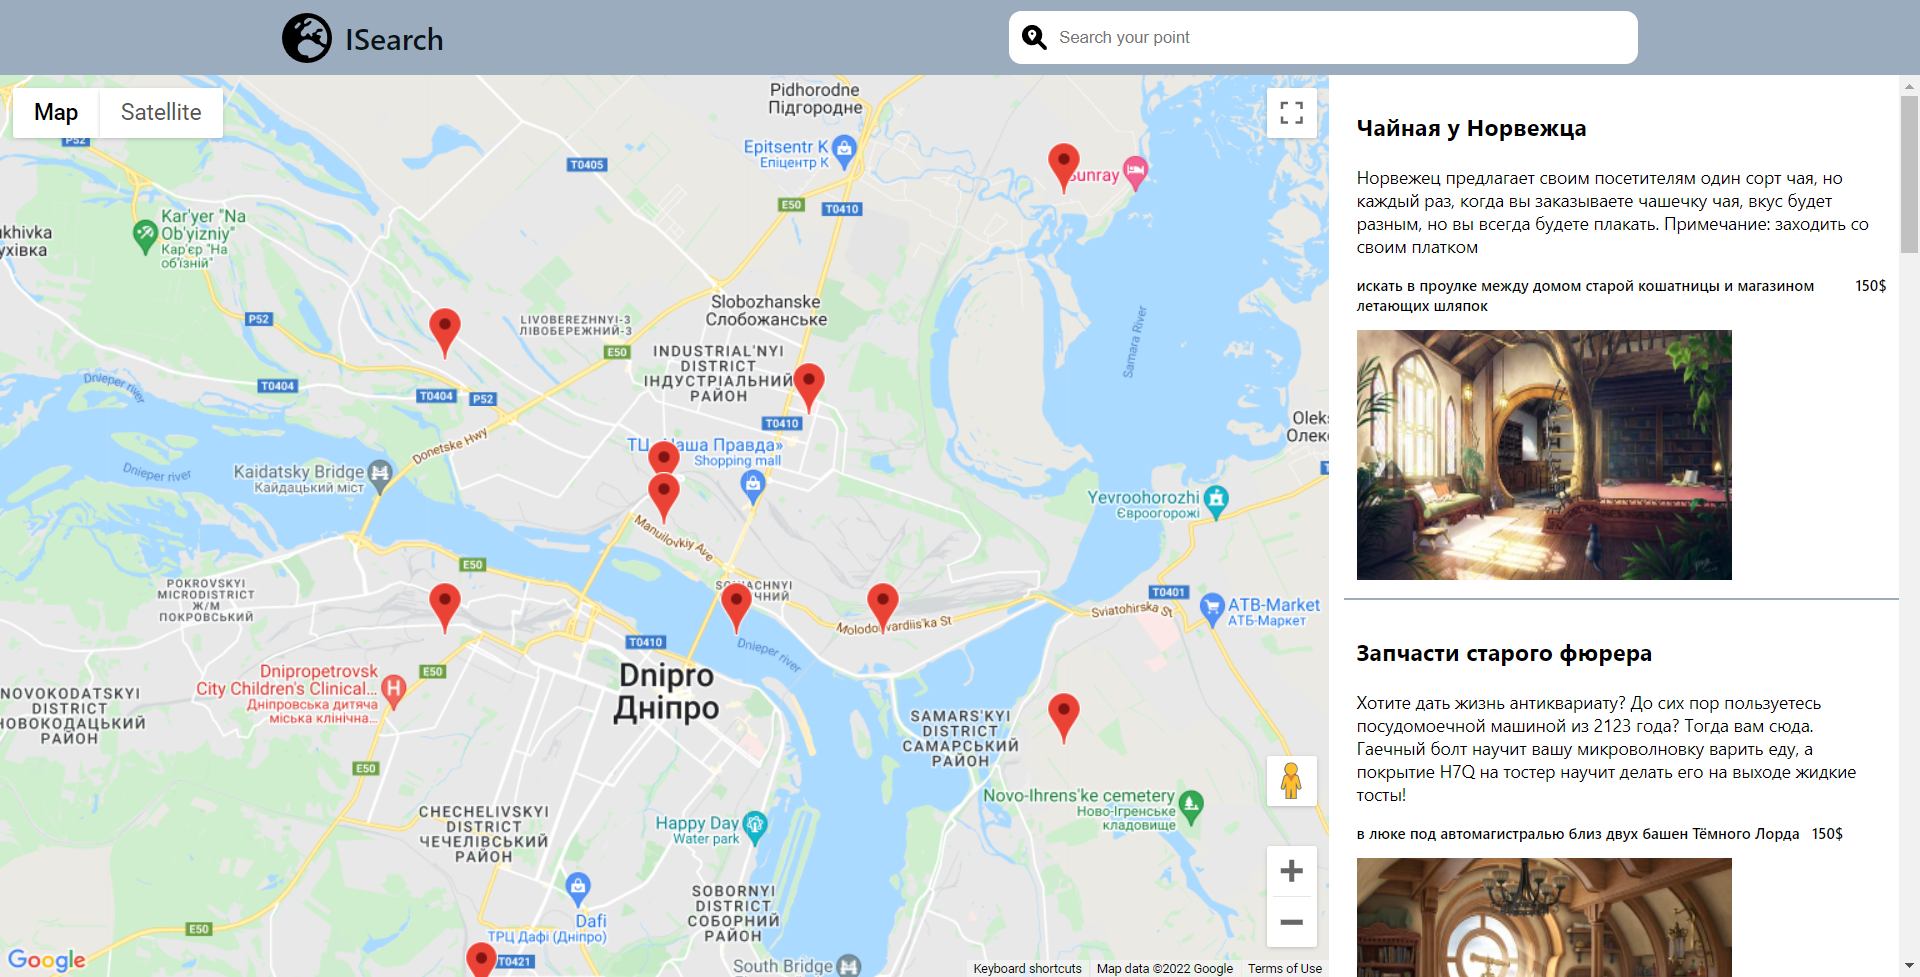 ISearch
Search your point
Map
Satellite
Pidhorodne
Підгородне
P52
T0405
Epitsentr K
Епіцентр К
Sunray
E50
T0410
Kar'yer "Na
Ob'yizniy"
Кар'єр "На
об'їзній"
P52
Slobozhanske
Слобожанське
LIVOBEREZHNYI-3
ЛІВОБЕРЕЖНИЙ-3
E50
INDUSTRIAL'NYI
DISTRICT
ІНДУСТРІАЛЬНИЙ
РАЙОН
Samara River
Dnieper river
T0404
T0404
P52
T0410
Donetske Hwy
ТЦ «Наша Правда»
Shopping mall
Kaidatsky Bridge
Кайдацький міст
Dnieper river
Yevroohorozhi
Євроогорожі
Manuilovkiy Ave
E50
POKROVSKYI
MICRODISTRICT
Ж/М
ПОКРОВСЬКИЙ
T0401
Sviatohirska St
ATB-Market
АТБ-Маркет
T0410
Dnieper river
Dnipro
Дніпро
Dnipropetrovsk
City Children's Clinical...
Дніпровська дитяча
міська клінічна...
E50
NOVOKODATSKYI
DISTRICT
НОВОКОДАЦЬКИЙ
РАЙОН
SAMARS'KYI
DISTRICT
САМАРСЬКИЙ
РАЙОН
E50
CHECHELIVSKYI
DISTRICT
ЧЕЧЕЛІВСЬКИЙ
РАЙОН
Happy Day
Water park
Novo-Ihrens'ke cemetery
Ново-Ігренське
кладовище
SOBORNYI
DISTRICT
СОБОРНИЙ
РАЙОН
Dafi
ТРЦ Дафі (Дніпро)
E50
T0421
South Bridge
Google
Keyboard shortcuts
Map data ©2022 Google
Terms of Use
Чайная у Норвежца
Норвежец предлагает своим посетителям один сорт чая, но
каждый раз, когда вы заказываете чашечку чая, вкус будет
разным, но вы всегда будете плакать. Примечание: заходить со
своим платком
искать в проулке между домом старой кошатницы и магазином 150$
летающих шляпок
Запчасти старого фюрера
Хотите дать жизнь антиквариату? До сих пор пользуетесь
посудомоечной машиной из 2123 года? Тогда вам сюда.
Гаечный болт научит вашу микроволновку варить еду, а
покрытие H7Q на тостер научит делать его на выходе жидкие
тосты!
в люке под автомагистралью близ двух башен Тёмного Лорда 150$